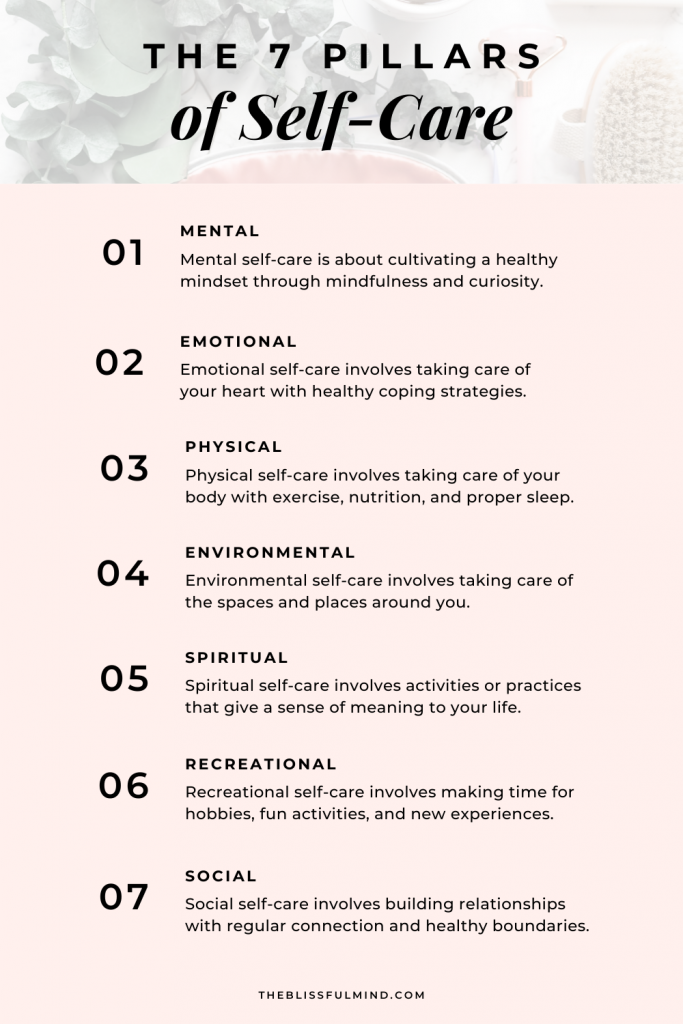 THE 7 PILLARS
of Self-Care
01
MENTAL
Mental self-care is about cultivating a healthy
mindset through mindfulness and curiosity.
02
EMOTIONAL
Emotional self-care involves taking care of
your heart with healthy coping strategies.
03
PHYSICAL
Physical self-care involves taking care of your
body with exercise, nutrition, and proper sleep.
04
ENVIRONMENTAL
Environmental self-care involves taking care of
the spaces and places around you.
05
SPIRITUAL
Spiritual self-care involves activities or practices
that give a sense of meaning to your life.
06
RECREATIONAL
Recreational self-care involves making time for
hobbies, fun activities, and new experiences.
07
SOCIAL
Social self-care involves building relationships
with regular connection and healthy boundaries.
THEBLISSFULMIND.COM